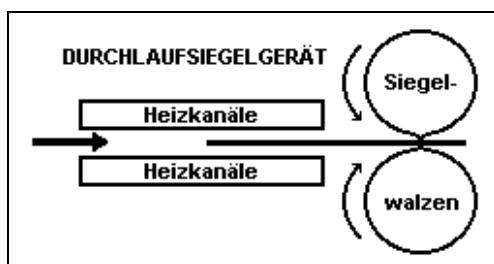 DURCHLAUFSIEGELGERÄT
Siegel-
Heizkanäle
Heizkanäle
walzen